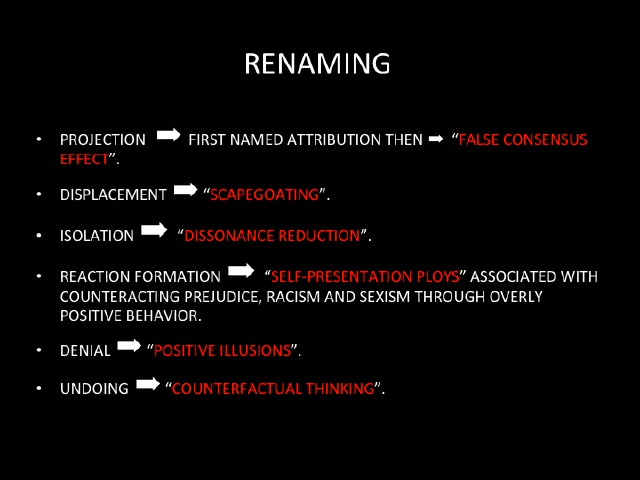 RENAMING
• PROJECTION ➡ FIRST NAMED ATTRIBUTION THEN ➡ “FALSE CONSENSUS
EFFECT”.
• DISPLACEMENT ➡ “SCAPEGOATING”.
• ISOLATION ➡ “DISSONANCE REDUCTION”.
• REACTION FORMATION ➡ “SELF-PRESENTATION PLOYS” ASSOCIATED WITH
COUNTERACTING PREJUDICE, RACISM AND SEXISM THROUGH OVERLY
POSITIVE BEHAVIOR.
• DENIAL ➡ “POSITIVE ILLUSIONS”.
• UNDOING ➡ “COUNTERFACTUAL THINKING”.